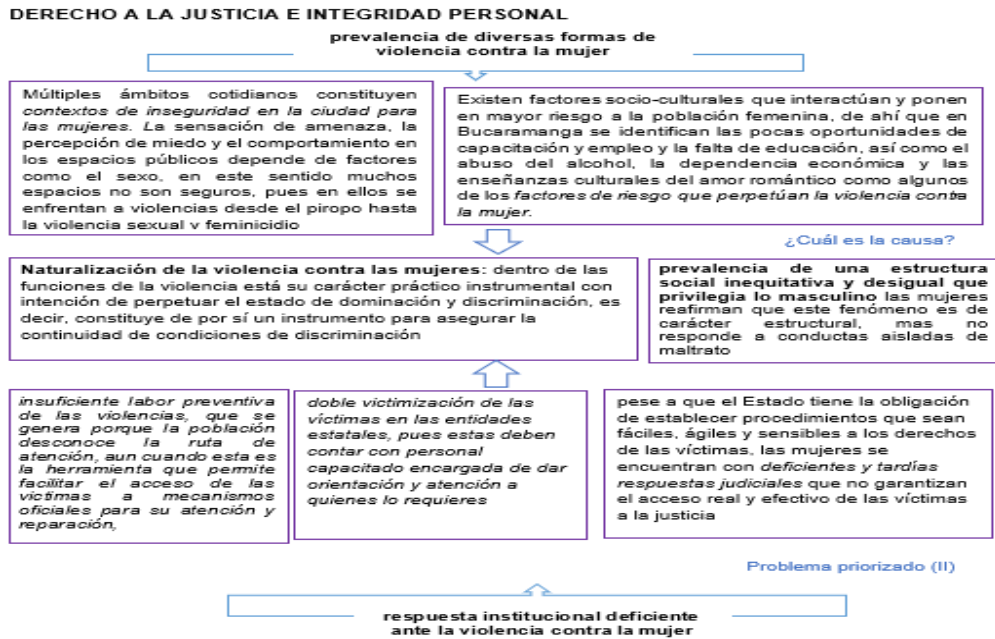 DERECHO A LA JUSTICIA E INTEGRIDAD PERSONAL
prevalencia de diversas formas de
violencia contra la mujer
Múltiples ámbitos cotidianos constituyen
contextos de inseguridad en la ciudad para
las mujeres. La sensación de amenaza, la
percepción de miedo y el comportamiento en
los espacios públicos depende de factores
como el sexo, en este sentido muchos
espacios no son seguros, pues en ellos se
enfrentan a violencias desde el piropo hasta
la violencia sexual y feminicidio
Existen factores socio-culturales que interactúan y ponen
en mayor riesgo a la población femenina, de ahí que en
Bucaramanga se identifican las pocas oportunidades de
capacitación y empleo y la falta de educación, así como el
abuso del alcohol, la dependencia económica y las
enseñanzas culturales del amor romántico como algunos
de los factores de riesgo que perpetúan la violencia contra
la mujer.
¿Cuál es la causa?
Naturalización de la violencia contra las mujeres: dentro de las
funciones de la violencia está su carácter práctico instrumental con
intención de perpetuar el estado de dominación y discriminación, es
decir, constituye de por sí un instrumento para asegurar la
continuidad de condiciones de discriminación
prevalencia de una estructura
social inequitativa y desigual que
privilegia lo masculino las mujeres
reafirman que este fenómeno es de
carácter estructural, mas no
responde a conductas aisladas de
maltrato
insuficiente labor preventiva
de las violencias, que se
genera porque la población
desconoce la ruta de
atención, aun cuando esta es
la herramienta que permite
facilitar el acceso de las
victimas a mecanismos
oficiales para su atención y
reparación,
doble victimización de las
víctimas en las entidades
estatales, pues estas deben
contar con personal
capacitado encargada de dar
orientación y atención a
quienes lo requieres
pese a que el Estado tiene la obligación
de establecer procedimientos que sean
fáciles, ágiles y sensibles a los derechos
de las víctimas, las mujeres se
encuentran con deficientes y tardías
respuestas judiciales que no garantizan
el acceso real y efectivo de las víctimas
a la justicia
Problema priorizado (II)
respuesta institucional deficiente
ante la violencia contra la mujer